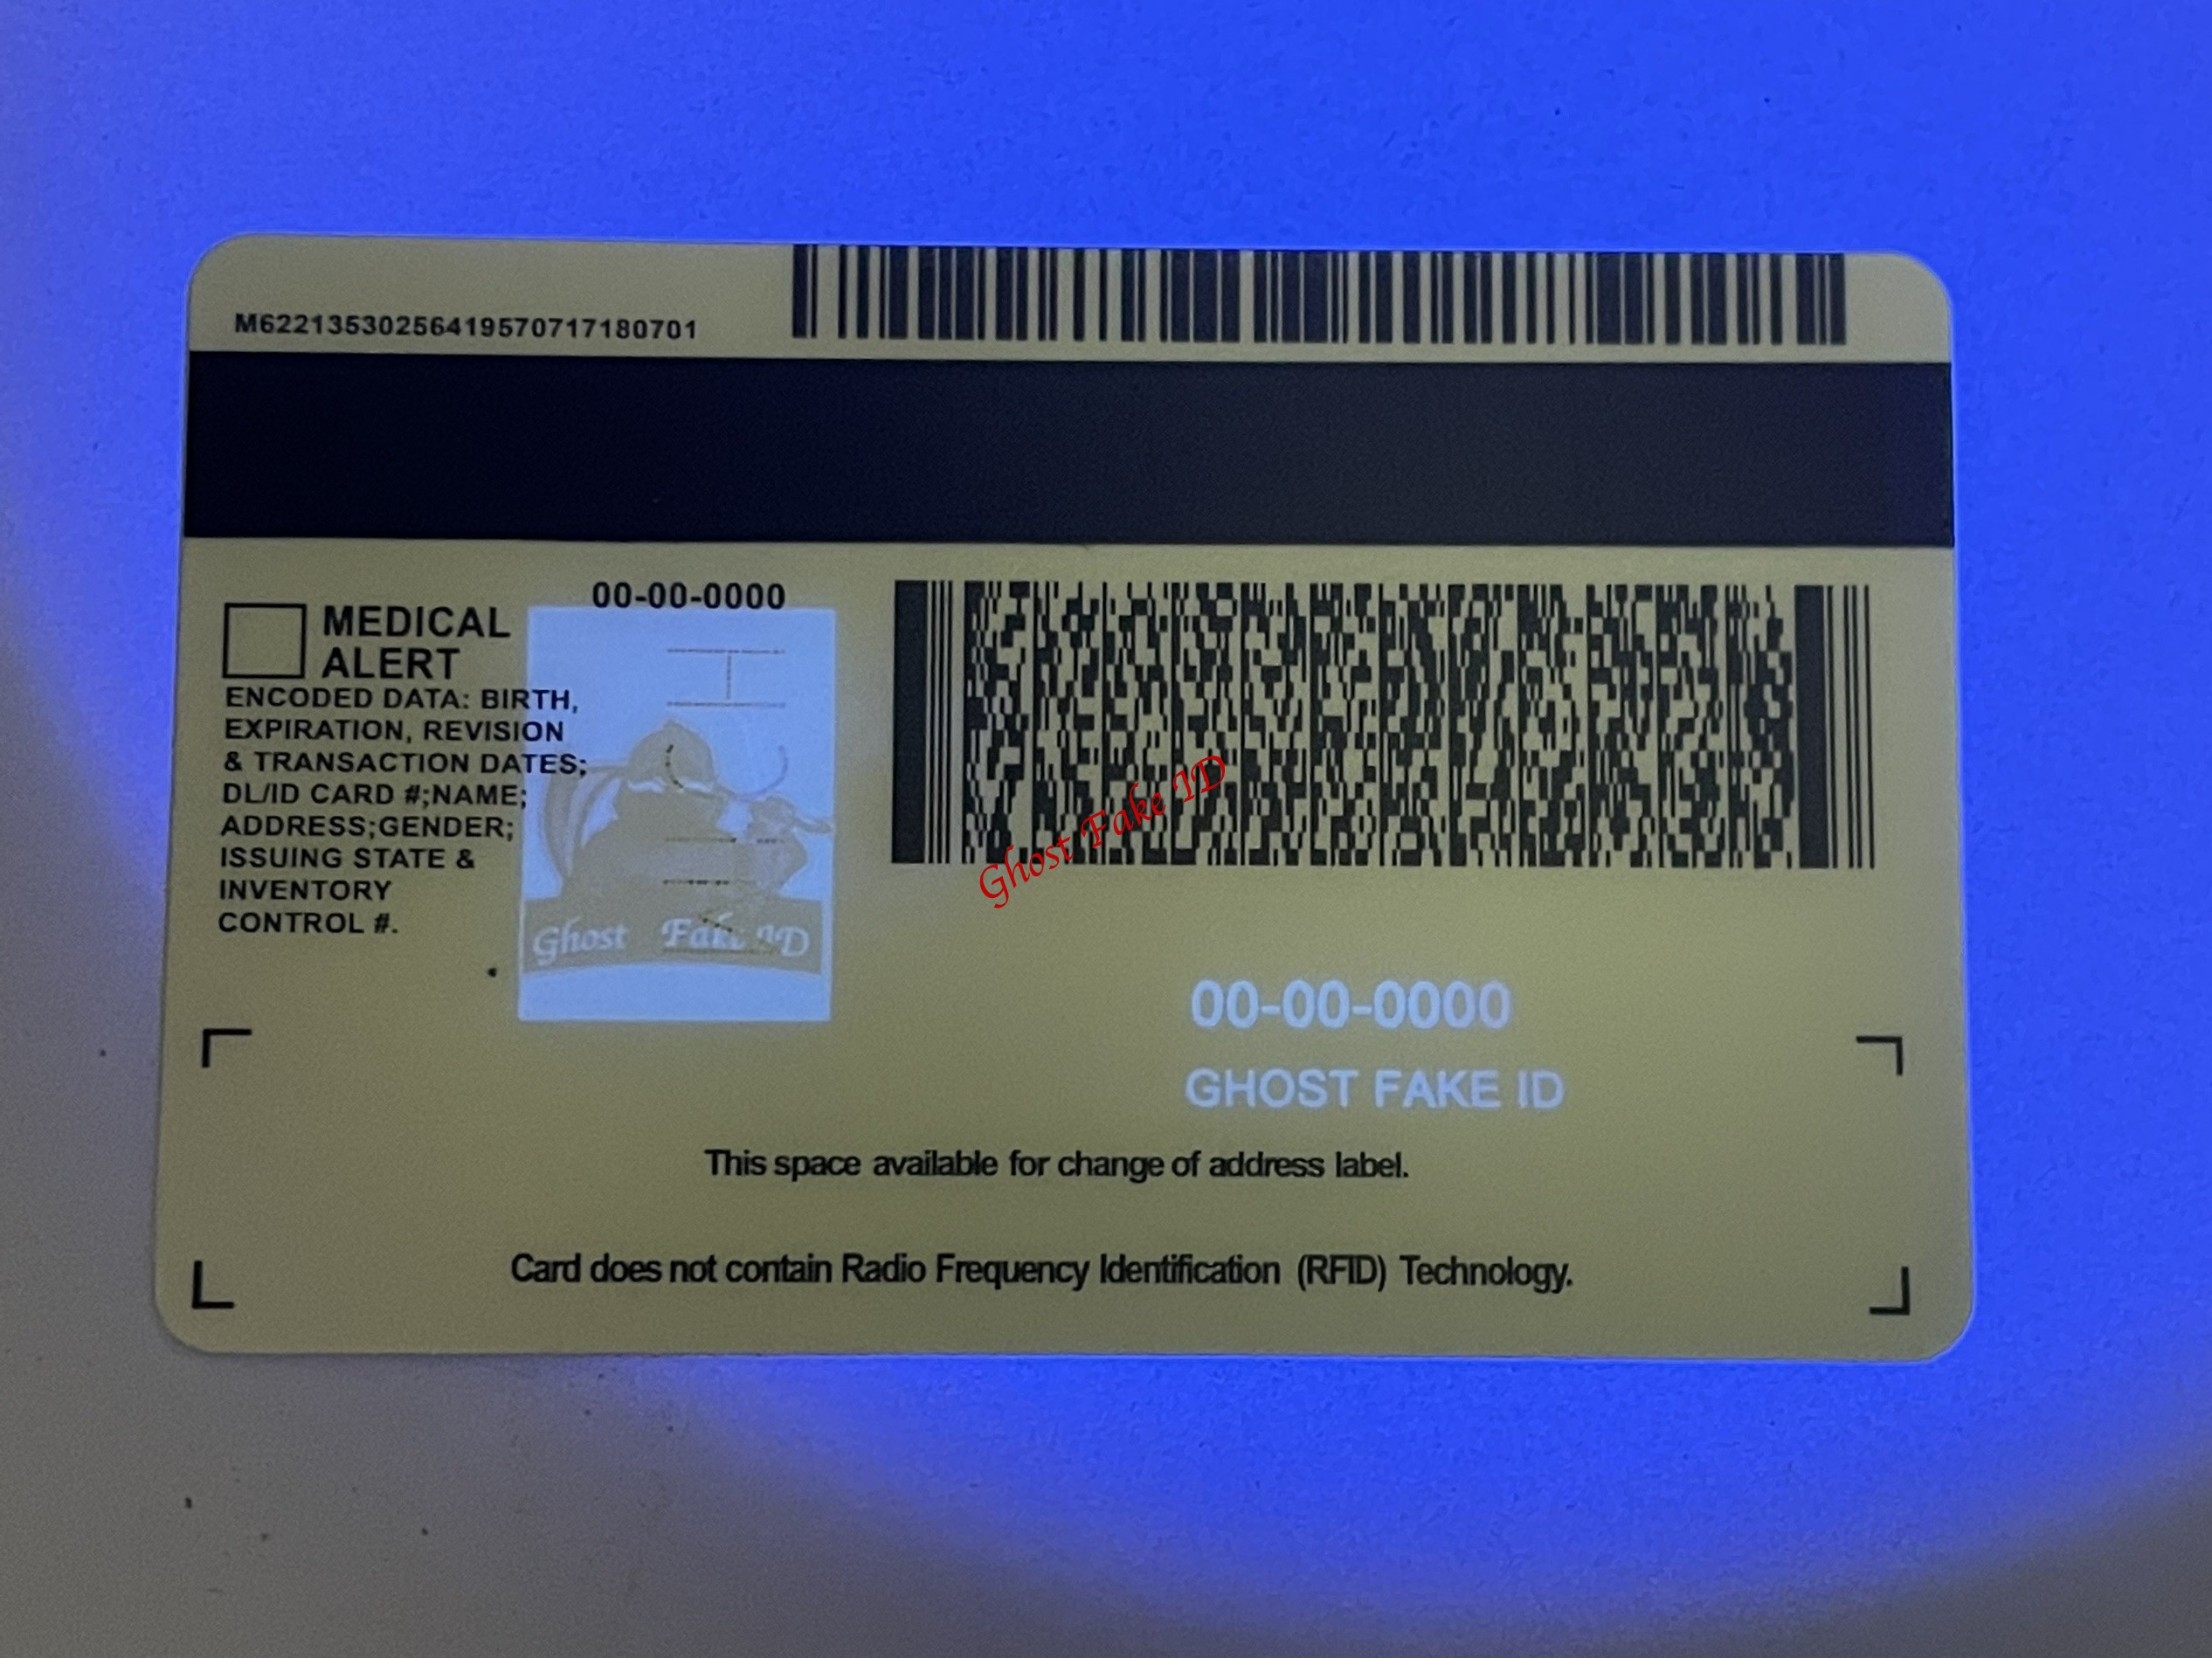 M62213530256419570717180701
00-00-0000
MEDICAL
ALERT
ENCODED DATA: BIRTH,
EXPIRATION, REVISION
& TRANSACTION DATES;
DL/ID CARD #;NAME;
ADDRESS;GENDER;
ISSUING STATE &
INVENTORY
CONTROL #.
Ghost Fake ID
Ghost Fake ID
00-00-0000
GHOST FAKE ID
This space available for change of address label.
Card does not contain Radio Frequency Identification (RFID) Technology.